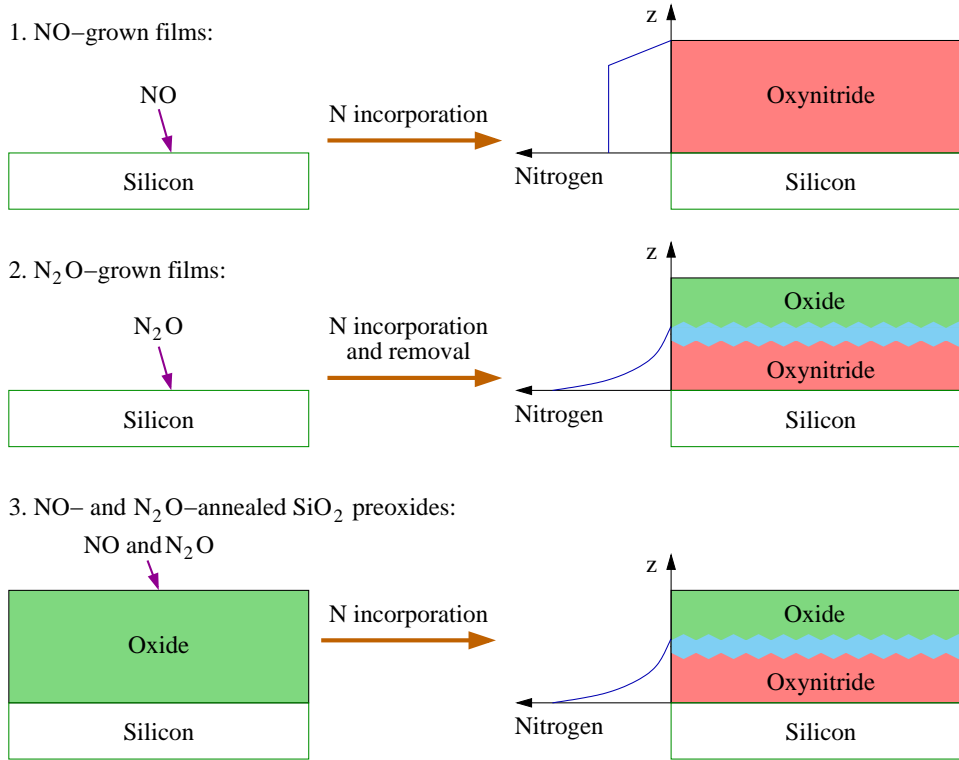 1. NO–grown films:
NO
Silicon
N incorporation
z
Oxynitride
Nitrogen
Silicon
2. N2O–grown films:
N2O
Silicon
N incorporation
and removal
z
Oxide
Oxynitride
Nitrogen
Silicon
3. NO– and N2O–annealed SiO2 preoxides:
NO and N2O
Oxide
Silicon
N incorporation
z
Oxide
Oxynitride
Nitrogen
Silicon